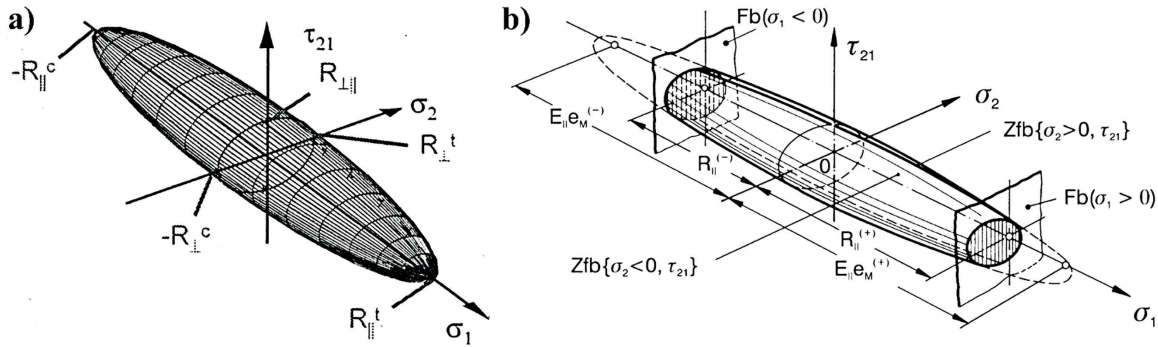 a)
τ₂₁
-R∥ᶜ
R⊥∥
σ₂
R⊥ᵗ
-R⊥ᶜ
R∥ᵗ
σ₁
b)
Fb(σ₁ < 0)
τ₂₁
σ₂
E∥eM⁽⁻⁾
Zfb{σ₂>0, τ₂₁}
R∥⁽⁻⁾
0
Fb(σ₁ > 0)
R∥⁽⁺⁾
Zfb{σ₂<0, τ₂₁}
E∥eM⁽⁺⁾
σ₁